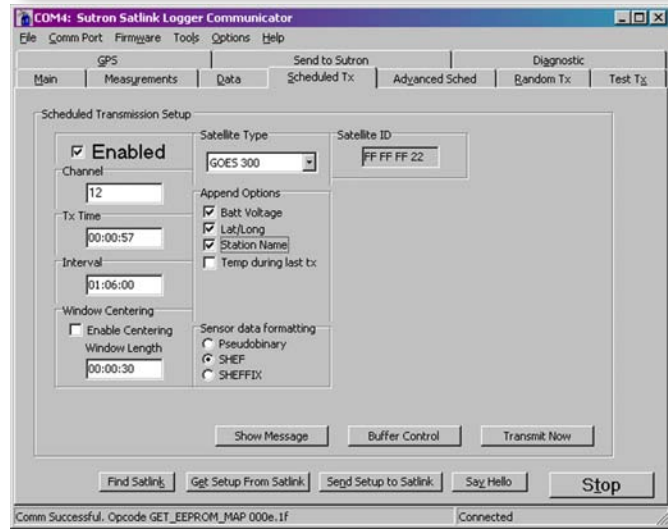 COM4: Sutron Satlink Logger Communicator
File Comm Port Firmware Tools Options Help
GPS Send to Sutron Diagnostic
Main Measurements Data Scheduled Tx Advanced Sched Random Tx Test Tx
Scheduled Transmission Setup
Enabled
Satellite Type
GOES 300
Satellite ID
FF FF FF 22
Channel
12
Tx Time
00:00:57
Interval
01:06:00
Window Centering
Enable Centering
Window Length
00:00:30
Append Options
Batt Voltage
Lat/Long
Station Name
Temp during last tx
Sensor data formatting
Pseudobinary
SHEF
SHEFFIX
Show Message Buffer Control Transmit Now
Find Satlink Get Setup From Satlink Send Setup to Satlink Say Hello Stop
Comm Successful. Opcode GET_EEPROM_MAP 000e.1f Connected